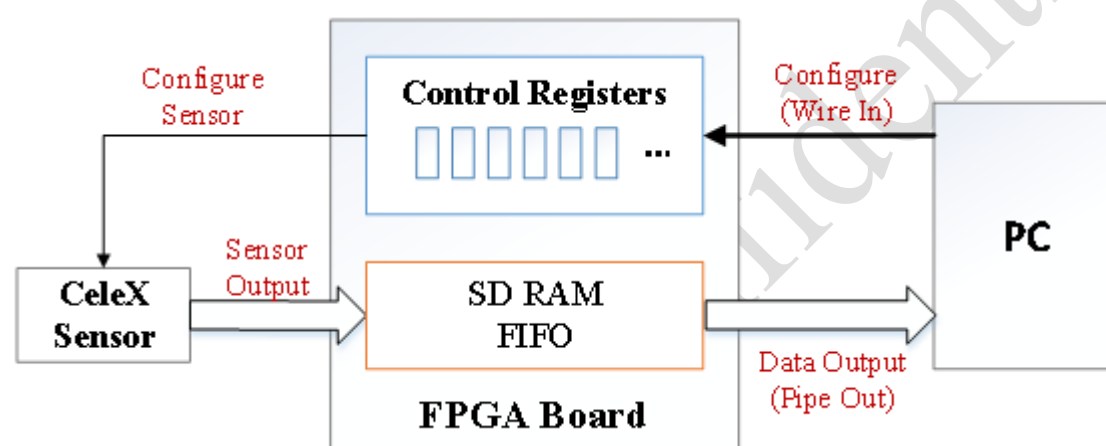 Configure
Sensor
Control Registers
...
Configure
(Wire In)
PC
CeleX
Sensor
Sensor
Output
SD RAM
FIFO
Data Output
(Pipe Out)
FPGA Board